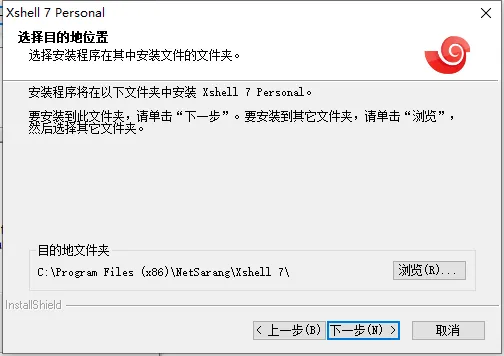 Xshell 7 Personal
选择目的地位置
选择安装程序在其中安装文件的文件夹。
安装程序将在以下文件夹中安装 Xshell 7 Personal。
要安装到此文件夹，请单击“下一步”。要安装到其它文件夹，请单击“浏览”，
然后选择其它文件夹。
目的地文件夹
C:\Program Files (x86)\NetSarang\Xshell 7\
浏览(R)...
InstallShield
< 上一步(B)
下一步(N) >
取消